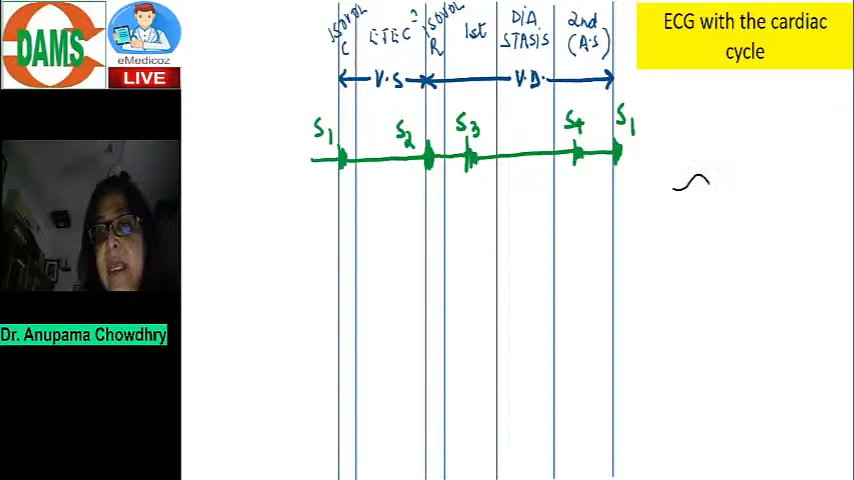 DAMS
eMedicoz
LIVE
Dr. Anupama Chowdhry
ISOVOL
C
EJEC?
ISOVOL
R
1st
DIA
STASIS
2nd
(A.S)
V.S
V.D.
S1
S2
S3
S4
S1
ECG with the cardiac
cycle